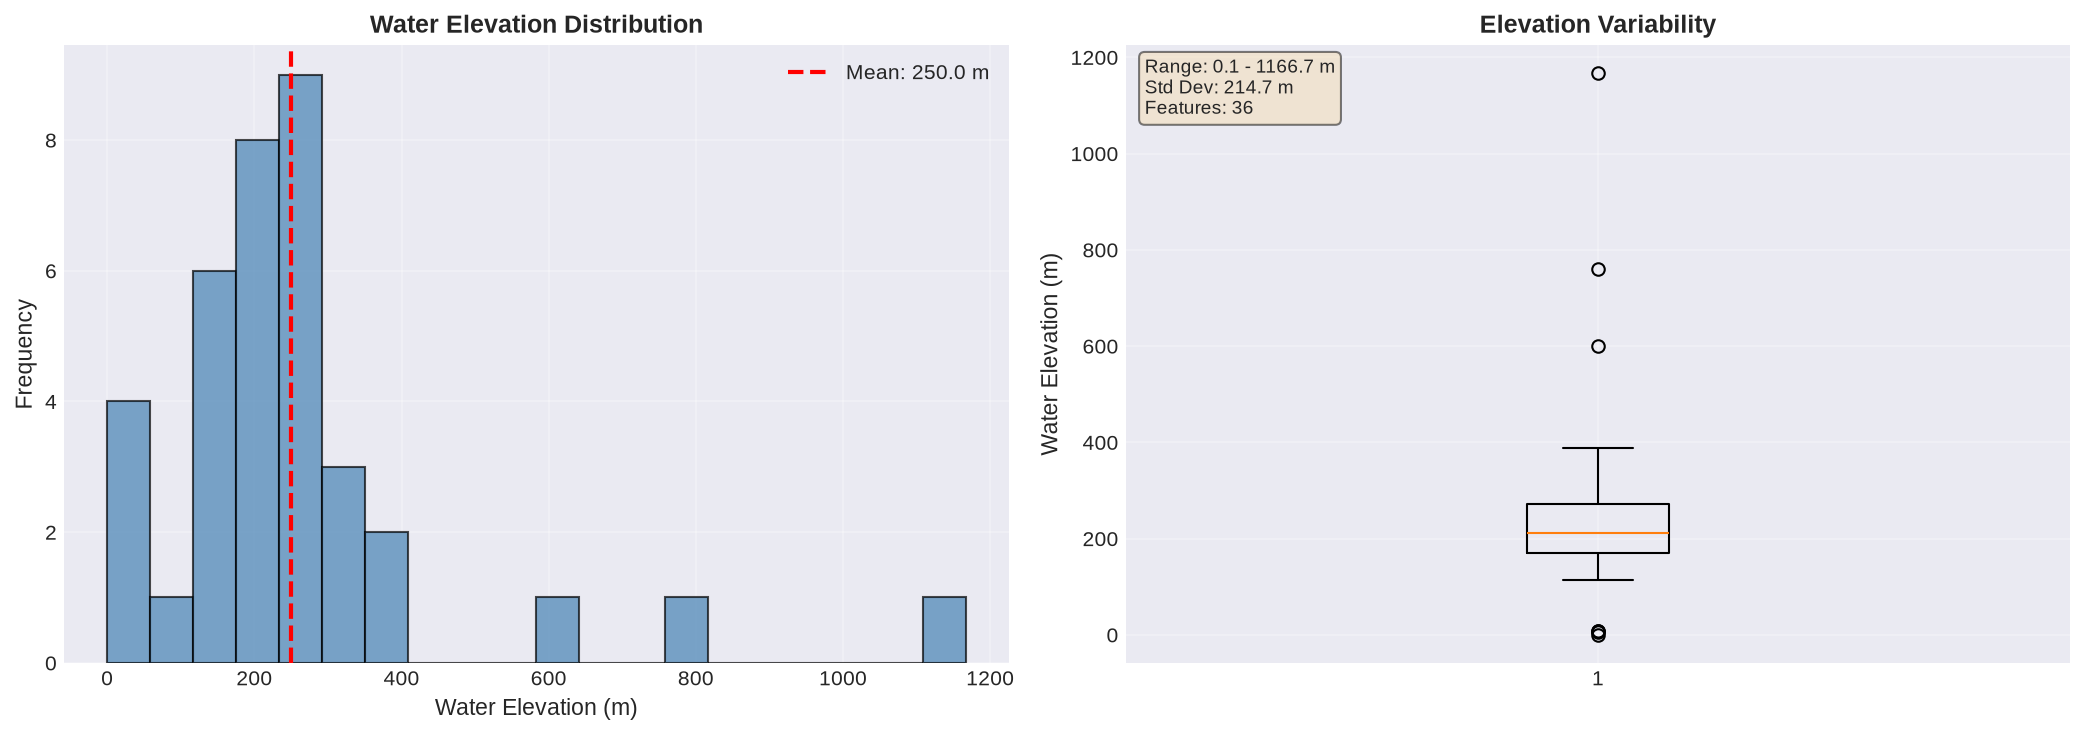 Water Elevation Distribution
Mean: 250.0 m
Frequency
8
6
4
2
0
0 200 400 600 800 1000 1200
Water Elevation (m)
Elevation Variability
Range: 0.1 - 1166.7 m
Std Dev: 214.7 m
Features: 36
Water Elevation (m)
1200
1000
800
600
400
200
0
1